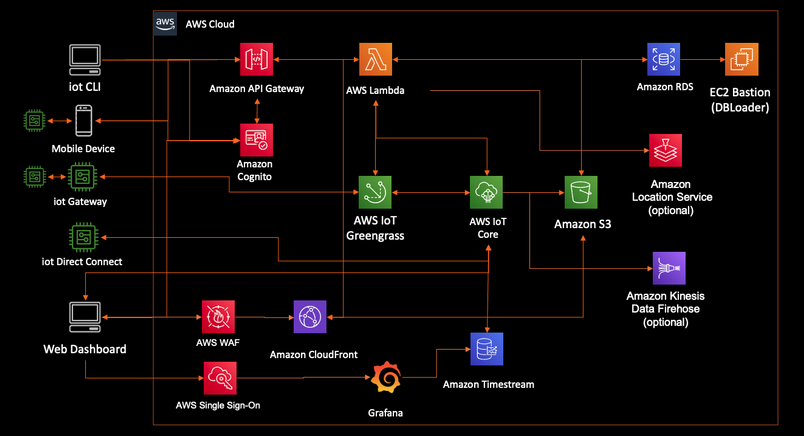 aws
AWS Cloud
iot CLI
Amazon API Gateway
AWS Lambda
Amazon RDS
EC2 Bastion
(DBLoader)
Mobile Device
Amazon
Cognito
Amazon
Location Service
(optional)
iot Gateway
AWS IoT
Greengrass
AWS IoT
Core
Amazon S3
iot Direct Connect
Amazon Kinesis
Data Firehose
(optional)
Web Dashboard
AWS WAF
Amazon CloudFront
Amazon Timestream
AWS Single Sign-On
Grafana